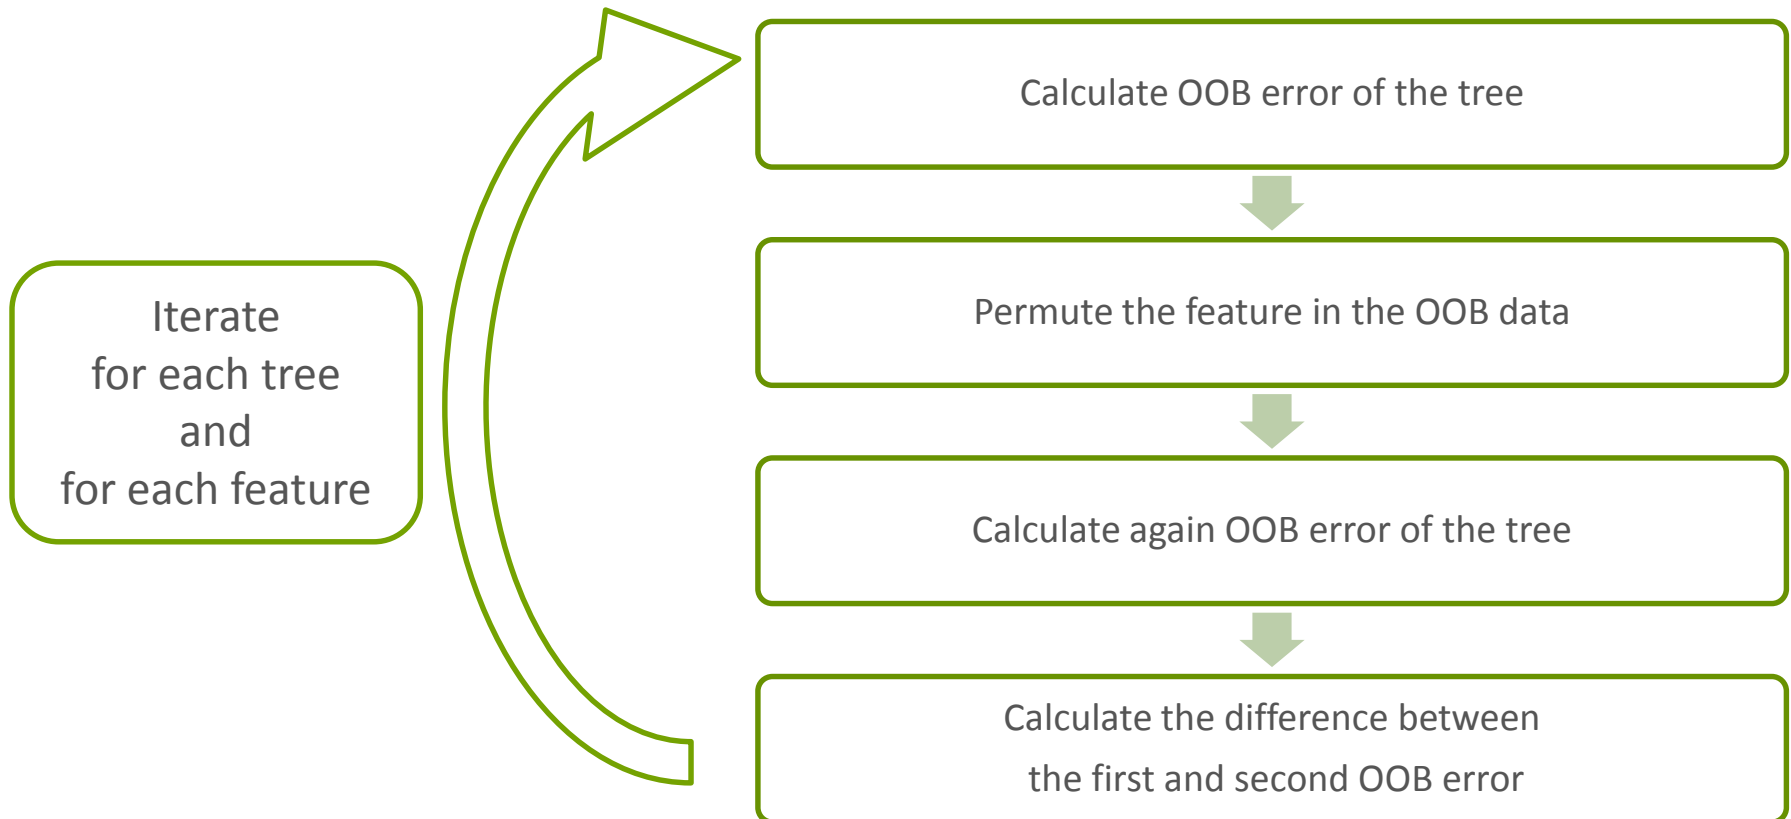 Calculate OOB error of the tree
Permute the feature in the OOB data
Iterate
for each tree
and
for each feature
Calculate again OOB error of the tree
Calculate the difference between
the first and second OOB error